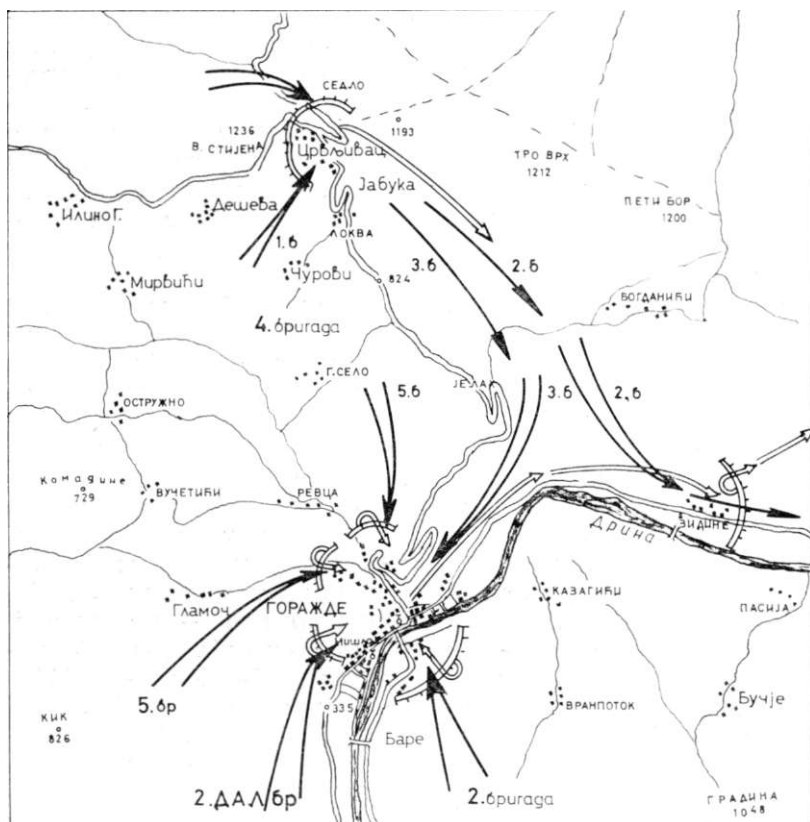 СЕДЛО
1236
1193
В. СТИЈЕНА
ЦРВЉИВАЦ
ТРО ВРХ
1212
Јабука
ИЛИНО Г.
Дешева
ПЕТИ БОР
1200
ЛОКВА
1.б
3.б
2.б
Чурови
824
Мирвићи
БОГДАНИЋИ
4. бригада
Г. СЕЛО
5.б
ЈЕЛАХ
3.б
2.б
ОСТРУЖНО
Комадине
729
ВУЧЕТИЋИ
РЕВЦА
ЗИДИНЕ
Дрина
КАЗАГИЋИ
ПАСИЈА
Гламоч
ГОРАЖДЕ
5.бр
335
ВРАНПОТОК
Бучје
КИК
826
Баре
2.ДАЛ/бр
2.бригада
ГРАДИНА
1048